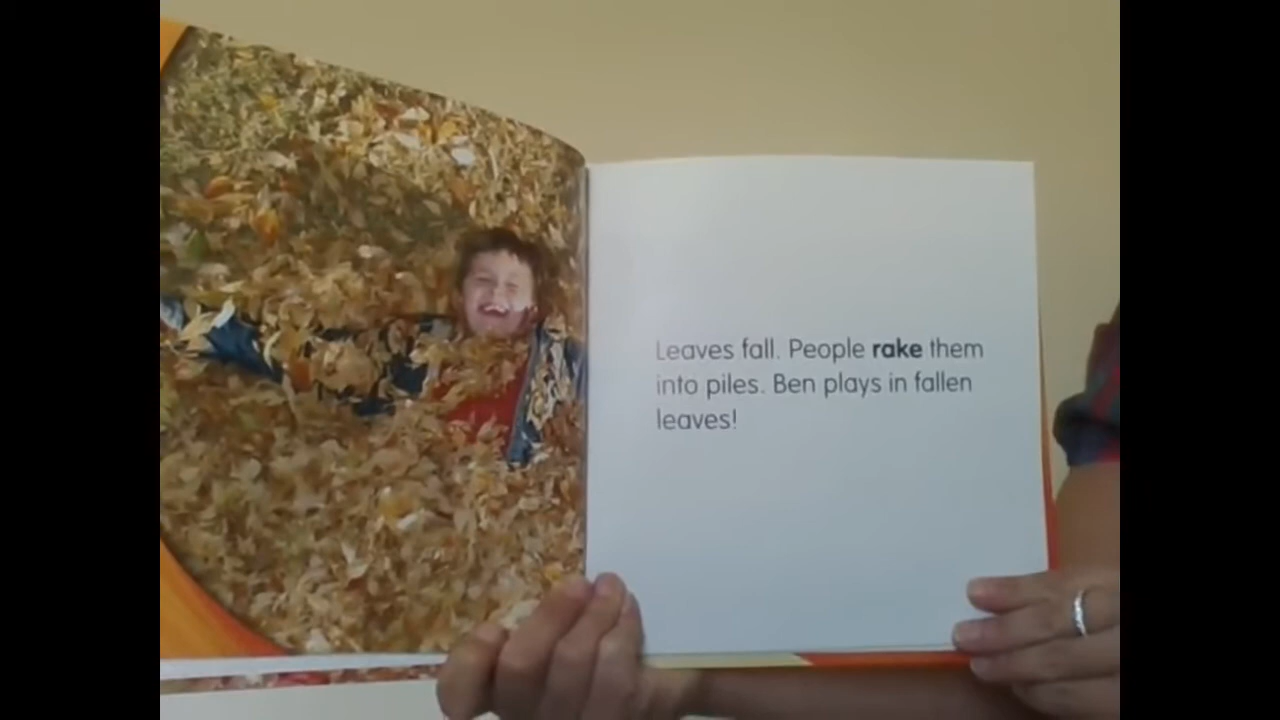 Leaves fall. People rake them
into piles. Ben plays in fallen
leaves!